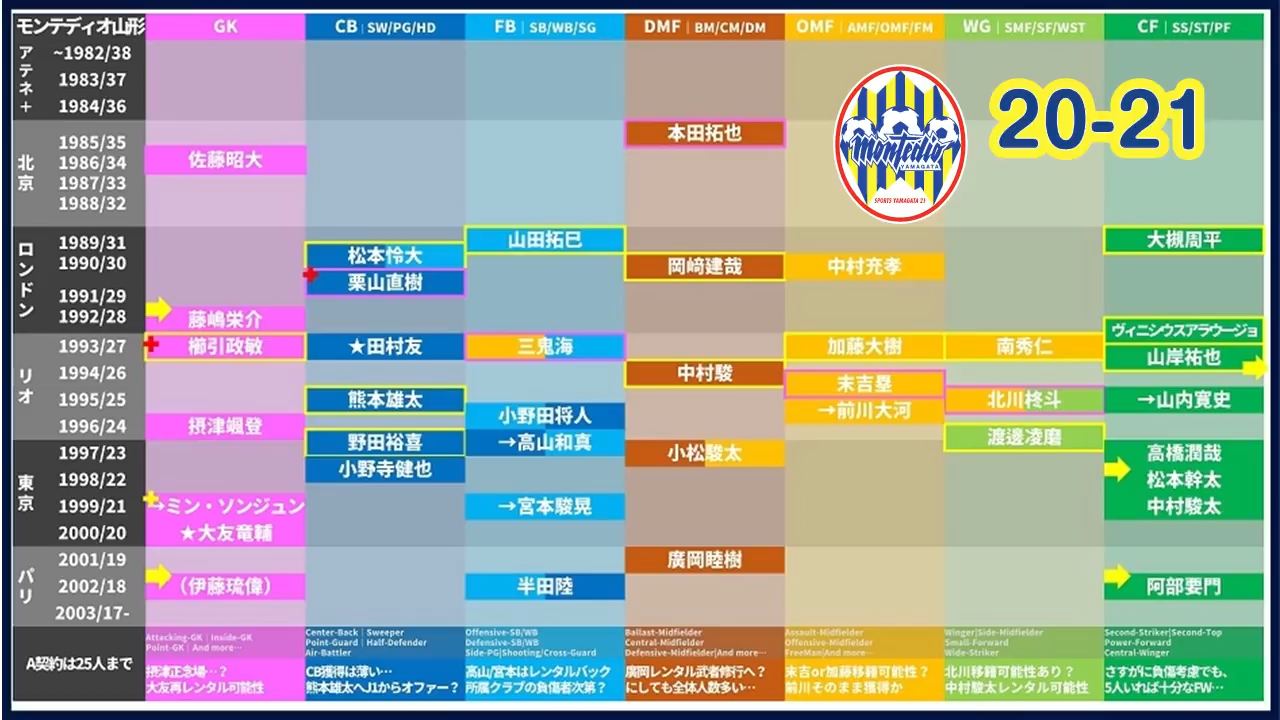 モンテディオ山形 GK CB｜SW/PG/HD FB｜SB/WB/SG DMF｜BM/CM/DM OMF｜AMF/OMF/FM WG｜SMF/SF/WST CF｜SS/ST/PF
アテネ+
~1982/38
1983/37
1984/36
20-21
Montedio
YAMAGATA
SPORTS YAMAGATA 21
北京
1985/35 本田拓也
1986/34 佐藤昭大
1987/33
1988/32
ロンドン
1989/31 山田拓巳 大槻周平
松本怜大
1990/30 岡﨑建哉 中村充孝
栗山直樹
1991/29
1992/28 藤嶋栄介
リオ
ヴィニシウスアラウージョ
1993/27 櫛引政敏 ★田村友 三鬼海 加藤大樹 南秀仁
山岸祐也
1994/26 中村駿 末吉塁
1995/25 熊本雄太 北川柊斗 →山内寛史
小野田将人 →前川大河
1996/24 摂津颯登
野田裕喜 →高山和真 渡邊凌磨
東京
1997/23 小松駿太 高橋潤哉
小野寺健也
1998/22 松本幹太
1999/21 →ミン・ソンジュン →宮本駿晃 中村駿太
2000/20 ★大友竜輔
パリ
2001/19 廣岡睦樹
2002/18 （伊藤琉偉） 半田陸 阿部要門
2003/17-
A契約は25人まで
Attacking-GK｜Inside-GK
Point-GK｜And more…
摂津正念場…？
大友再レンタル可能性
Center-Back｜Sweeper
Point-Guard｜Half-Defender
Air-Battler
CB獲得は薄い…
熊本雄太へJ1からオファー？
Offensive-SB/WB
Defensive-SB/WB
Side-PG|Shooting/Cross-Guard
高山/宮本はレンタルバック
所属クラブの負傷者次第？
Ballast-Midfielder
Central-Midfielder
Defensive-Midfielder|And more…
廣岡レンタル武者修行へ？
にしても全体人数多い…
Assault-Midfielder
Offensive-Midfielder
FreeMan|And more…
末吉or加藤移籍可能性？
前川そのまま獲得か
Winger|Side-Midfielder
Small-Forward
Wide-Striker
北川移籍可能性あり？
中村駿太レンタル可能性
Second-Striker|Second-Top
Power-Forward
Central-Winger
さすがに負傷考慮でも、
5人いれば十分なFW…